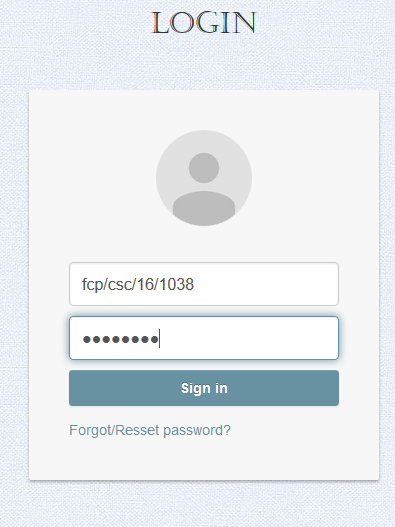 LOGIN
fcp/csc/16/1038
●●●●●●●●
Sign in
Forgot/Resset password?